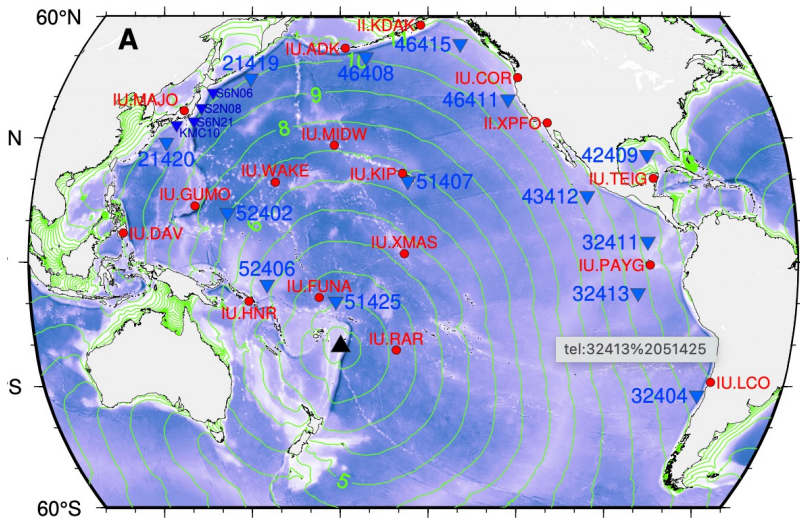 60°N
A
II.KDAK
IU.ADK
46415
10
46408
21419
IU.COR
9
46411
IU.MAJO
S6N06
S2N08
S6N21
KMC10
II.XPFO
8
N
IU.MIDW
21420
42409
IU.WAKE
IU.KIP
51407
IU.TEIG
IU.GUMO
43412
52402
6
IU.DAV
32411
IU.XMAS
52406
IU.PAYG
IU.FUNA
51425
32413
IU.HNR
IU.RAR
tel:32413%2051425
S
IU.LCO
32404
5
60°S